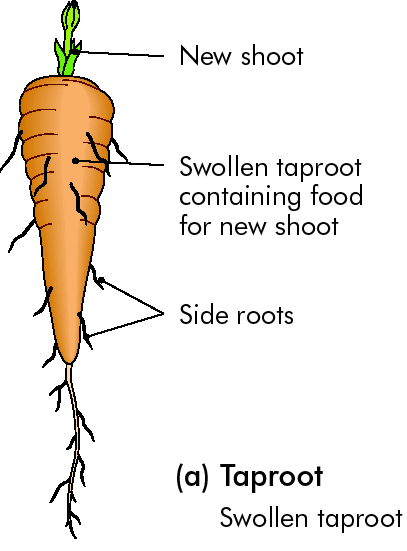 New shoot
Swollen taproot
containing food
for new shoot
Side roots
(a) Taproot
Swollen taproot